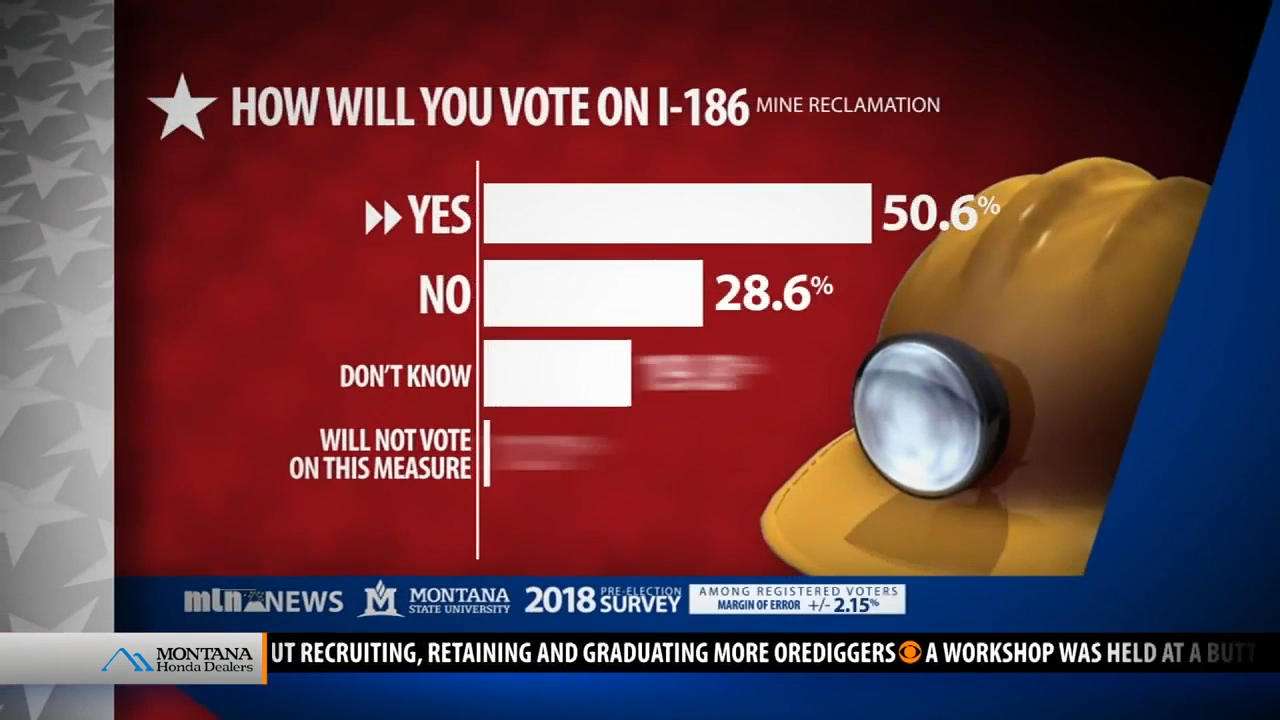 HOW WILL YOU VOTE ON I-186 MINE RECLAMATION
YES 50.6%
NO 28.6%
DON'T KNOW
WILL NOT VOTE
ON THIS MEASURE
NEWS
MONTANA
STATE UNIVERSITY
2018 PRE-ELECTION
SURVEY
AMONG REGISTERED VOTERS
MARGIN OF ERROR +/- 2.15%
MONTANA
Honda Dealers
UT RECRUITING, RETAINING AND GRADUATING MORE OREDIGGERS A WORKSHOP WAS HELD AT A BUTT